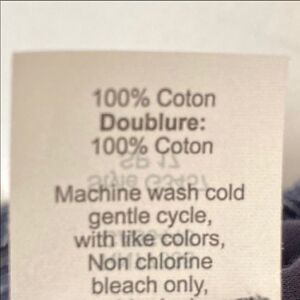 100% Coton
Doublure:
100% Coton
Machine wash cold
gentle cycle,
with like colors,
Non chlorine
bleach only,